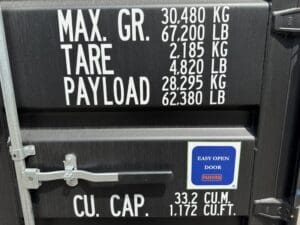 MAX. GR. 30.480 KG
67.200 LB
TARE 2.185 KG
4.820 LB
PAYLOAD 28.295 KG
62.380 LB
EASY OPEN
DOOR
CU. CAP. 33.2 CU.M.
1.172 CU.FT.